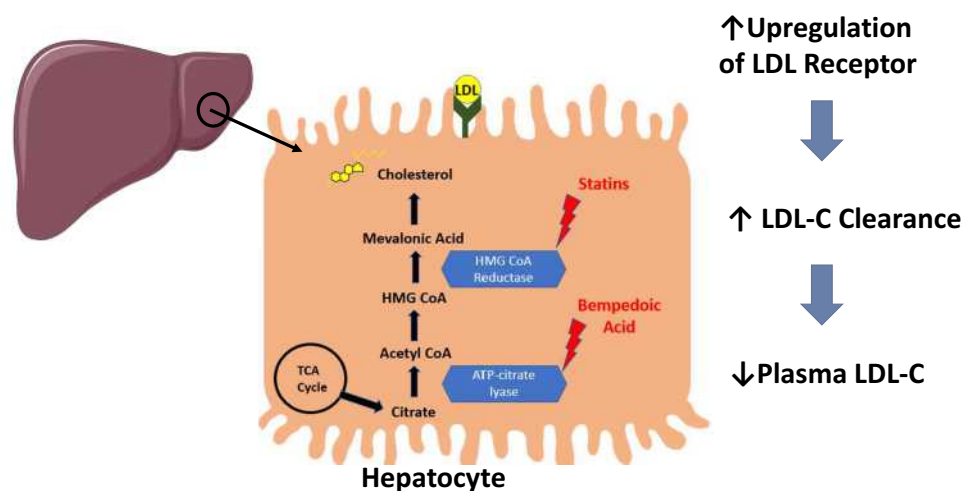 ↑Upregulation
of LDL Receptor
LDL
Cholesterol
Statins
↑ LDL-C Clearance
Mevalonic Acid
HMG CoA
Reductase
HMG CoA
Bempedoic
Acid
Acetyl CoA
TCA
Cycle
ATP-citrate
lyase
↓Plasma LDL-C
Citrate
Hepatocyte